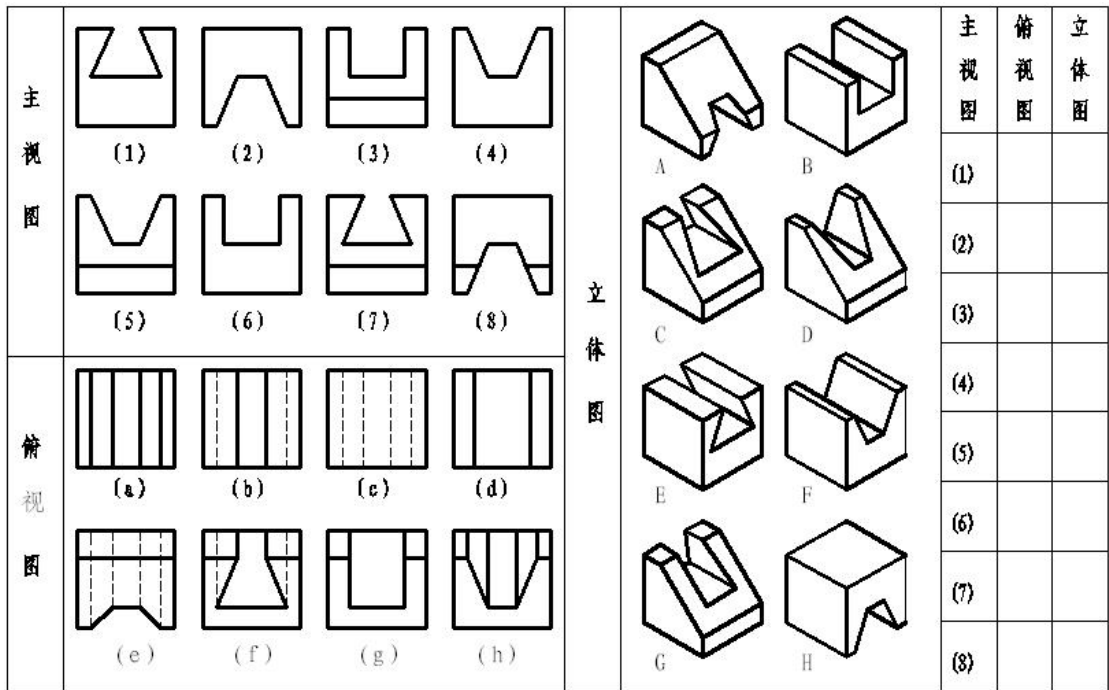 主视图
(1) (2) (3) (4)
(5) (6) (7) (8)
俯视图
(a) (b) (c) (d)
(e) (f) (g) (h)
立体图
A B
C D
E F
G H
主视图 俯视图 立体图
(1)
(2)
(3)
(4)
(5)
(6)
(7)
(8)